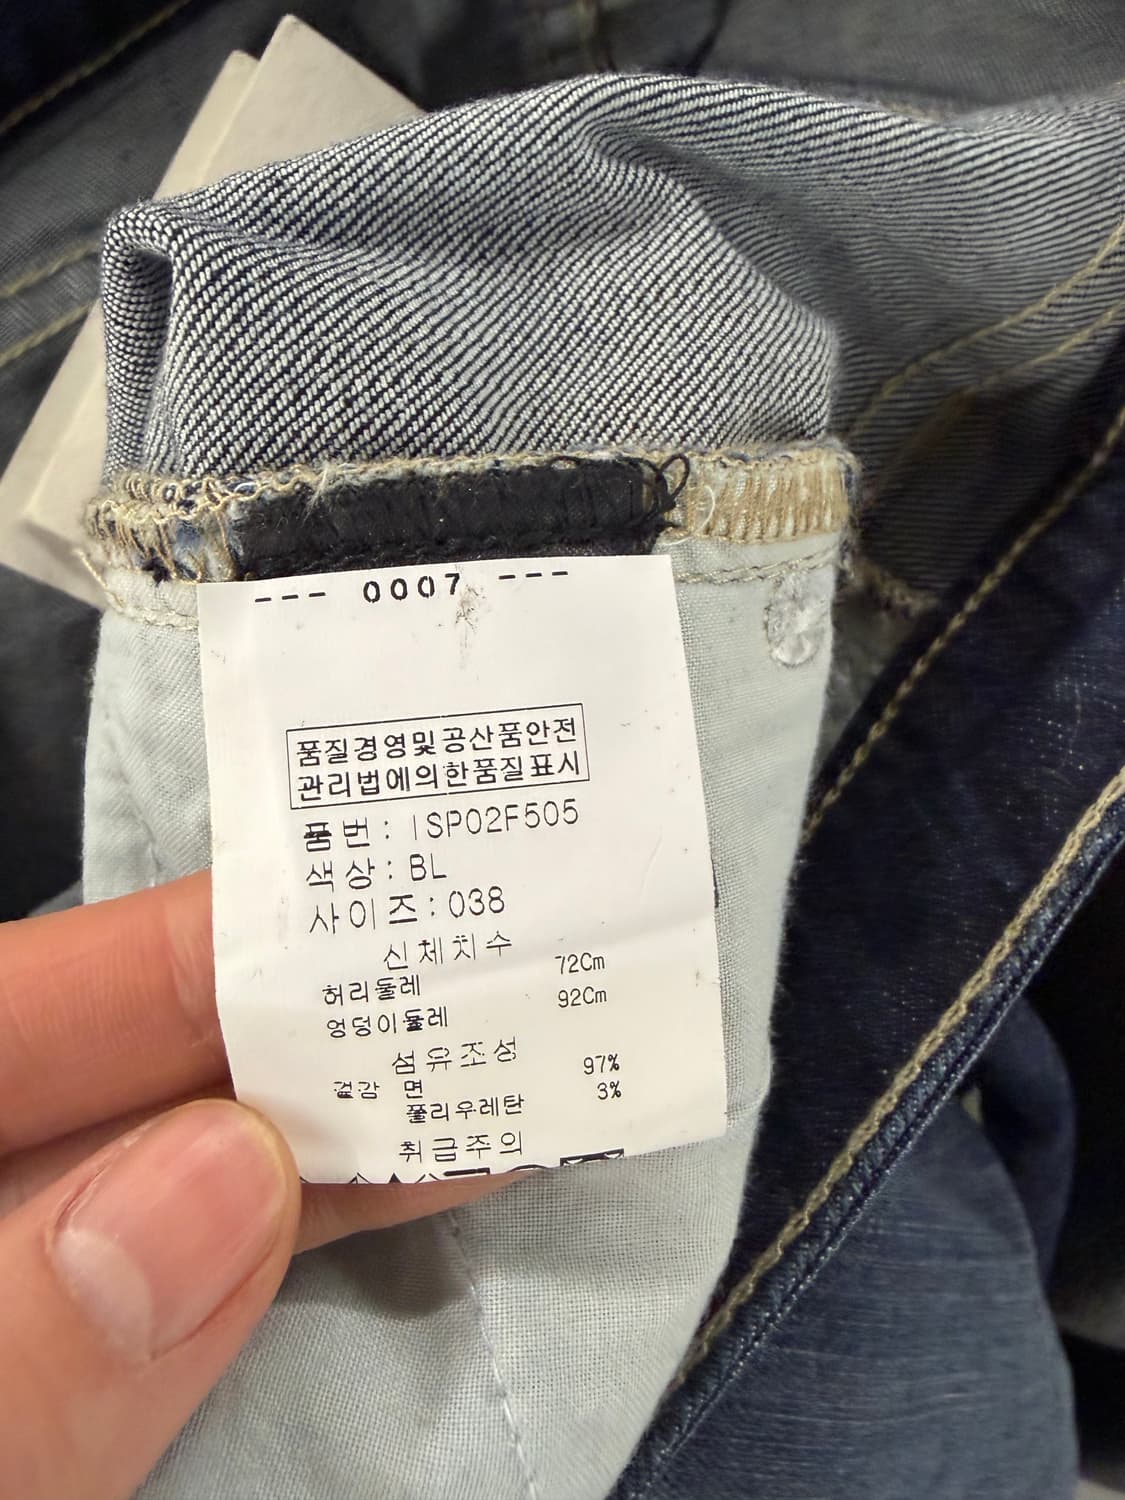 --- 0007 ---
품질경영및공산품안전
관리법에의한품질표시
품번: ISP02F505
색상: BL
사이즈: 038
신체치수
허리둘레 72Cm
엉덩이둘레 92Cm
섬유조성
겉감 면 97%
폴리우레탄 3%
취급주의